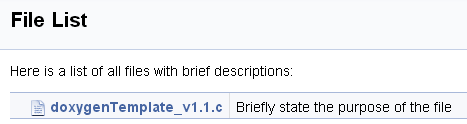 File List
Here is a list of all files with brief descriptions:
doxygenTemplate_v1.1.c Briefly state the purpose of the file